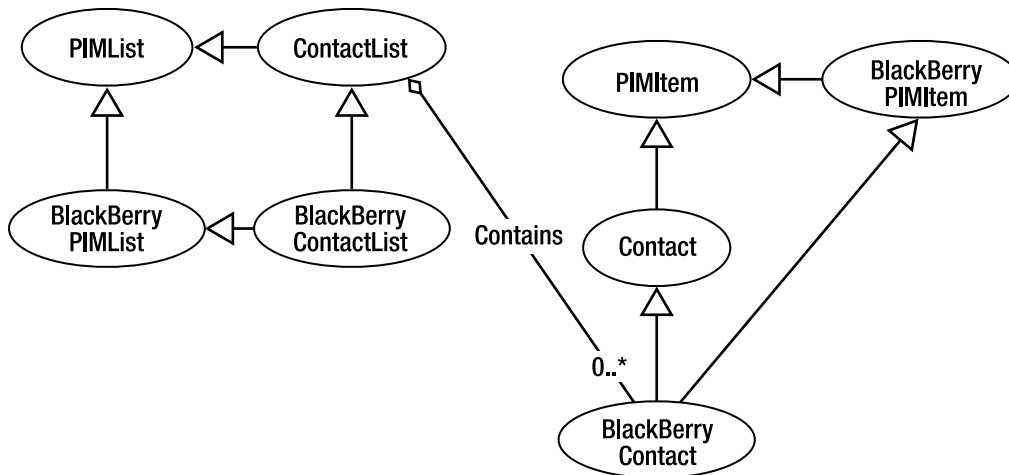 PIMList
ContactList
PIMItem
BlackBerry
PIMItem
BlackBerry
PIMList
BlackBerry
ContactList
Contains
Contact
0..*
BlackBerry
Contact